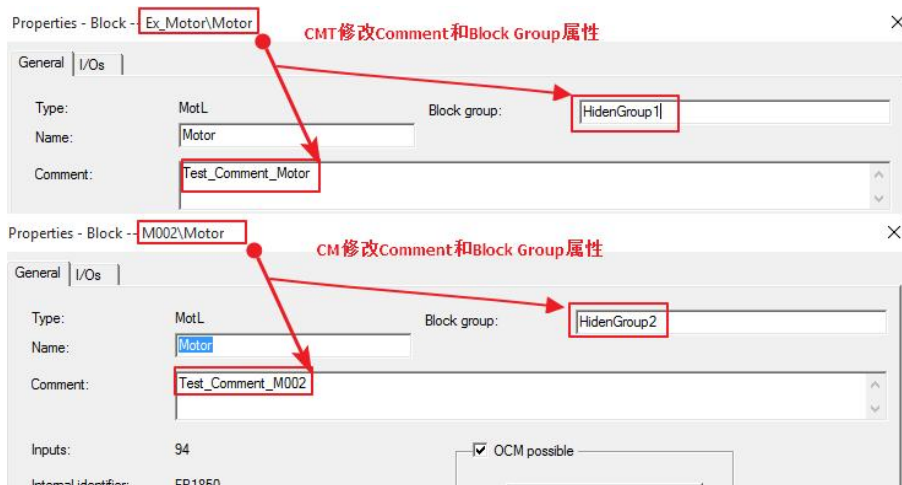 Properties - Block -- Ex_Motor\Motor
CMT修改Comment和Block Group属性
General
I/Os
Type:
MotL
Block group:
HidenGroup1
Name:
Motor
Comment:
Test_Comment_Motor
Properties - Block -- M002\Motor
CM修改Comment和Block Group属性
General
I/Os
Type:
MotL
Block group:
HidenGroup2
Name:
Motor
Comment:
Test_Comment_M002
Inputs:
94
OCM possible
Internal identifier:
FB1850